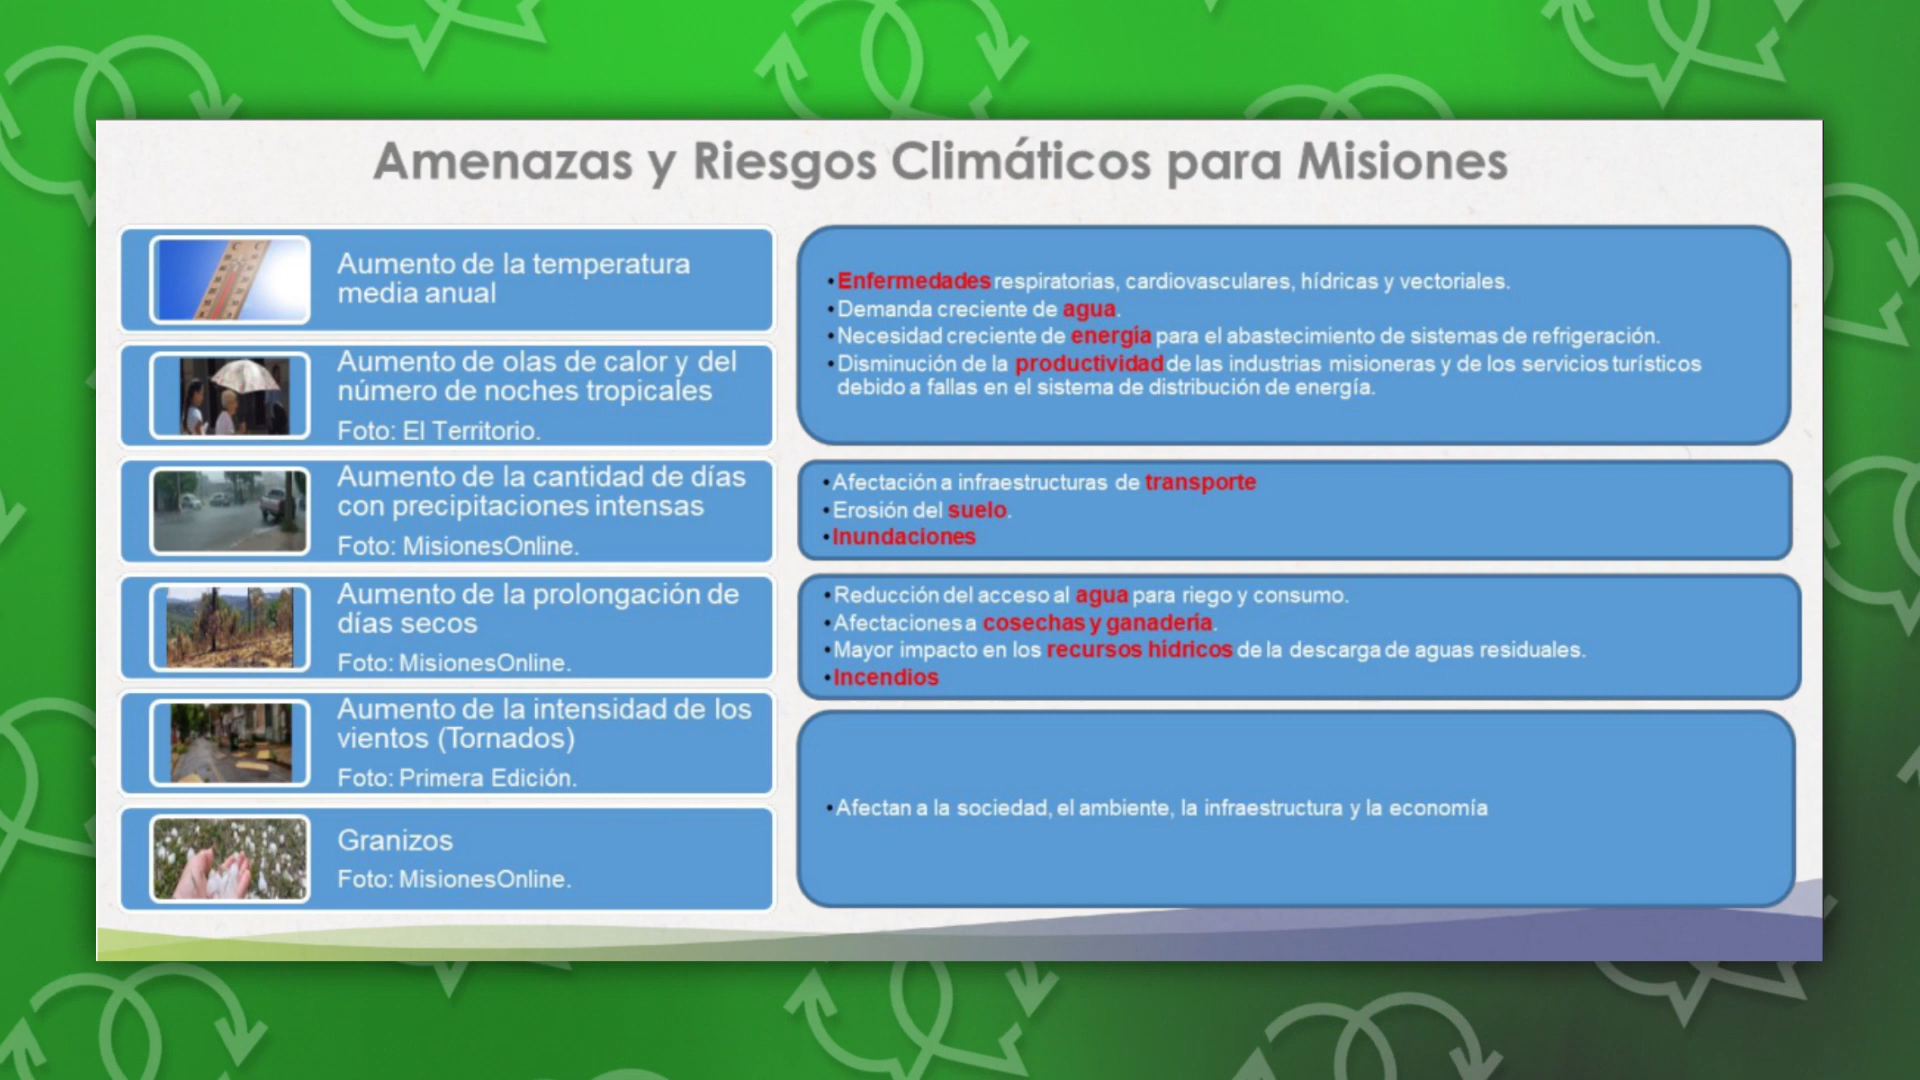 Amenazas y Riesgos Climáticos para Misiones
Aumento de la temperatura
media anual
Aumento de olas de calor y del
número de noches tropicales
Foto: El Territorio.
Aumento de la cantidad de días
con precipitaciones intensas
Foto: MisionesOnline.
Aumento de la prolongación de
días secos
Foto: MisionesOnline.
Aumento de la intensidad de los
vientos (Tornados)
Foto: Primera Edición.
Granizos
Foto: MisionesOnline.
•Enfermedades respiratorias, cardiovasculares, hídricas y vectoriales.
•Demanda creciente de agua.
•Necesidad creciente de energía para el abastecimiento de sistemas de refrigeración.
•Disminución de la productividad de las industrias misioneras y de los servicios turísticos
debido a fallas en el sistema de distribución de energía.
•Afectación a infraestructuras de transporte
•Erosión del suelo.
•Inundaciones
•Reducción del acceso al agua para riego y consumo.
•Afectaciones a cosechas y ganadería.
•Mayor impacto en los recursos hídricos de la descarga de aguas residuales.
•Incendios
•Afectan a la sociedad, el ambiente, la infraestructura y la economía